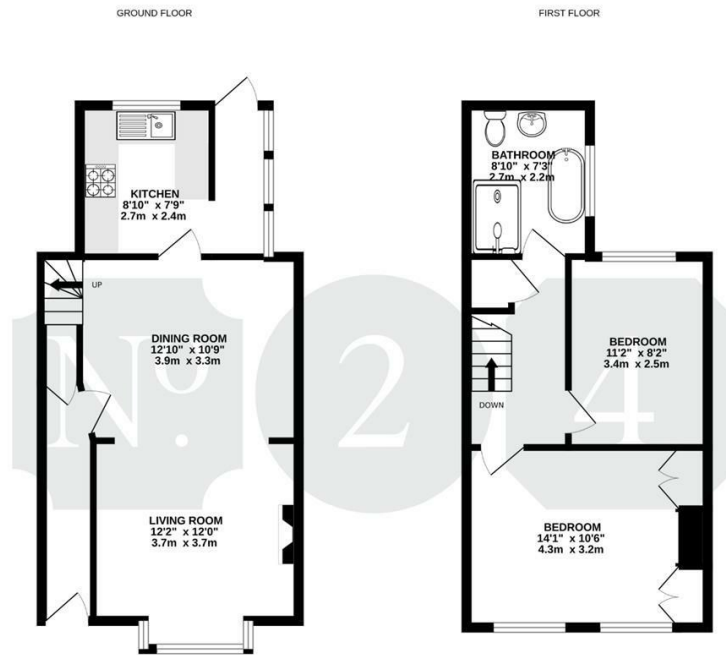 GROUND FLOOR
KITCHEN
8'10" x 7'9"
2.7m x 2.4m
UP
DINING ROOM
12'10" x 10'9"
3.9m x 3.3m
LIVING ROOM
12'2" x 12'0"
3.7m x 3.7m
FIRST FLOOR
BATHROOM
8'10" x 7'3"
2.7m x 2.2m
BEDROOM
11'2" x 8'2"
3.4m x 2.5m
DOWN
BEDROOM
14'1" x 10'6"
4.3m x 3.2m
No. 2 4